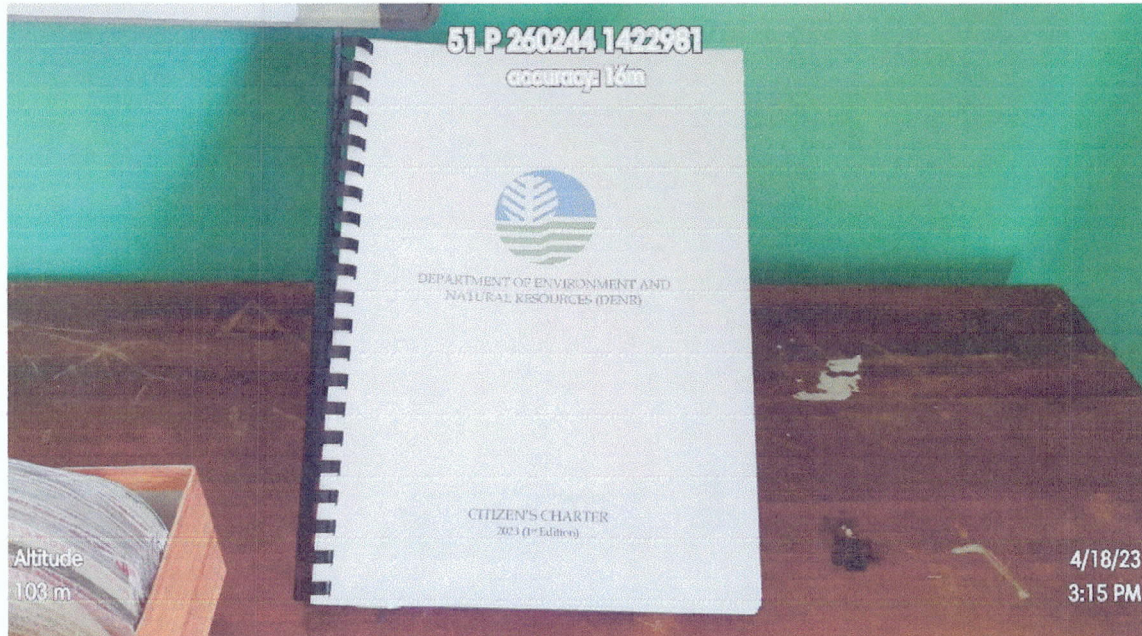 51 P 260244 1422981
accuracy: 16m
DEPARTMENT OF ENVIRONMENT AND
NATURAL RESOURCES (DENR)
CITIZEN'S CHARTER
2023 (1st Edition)
Altitude
103 m
4/18/23
3:15 PM